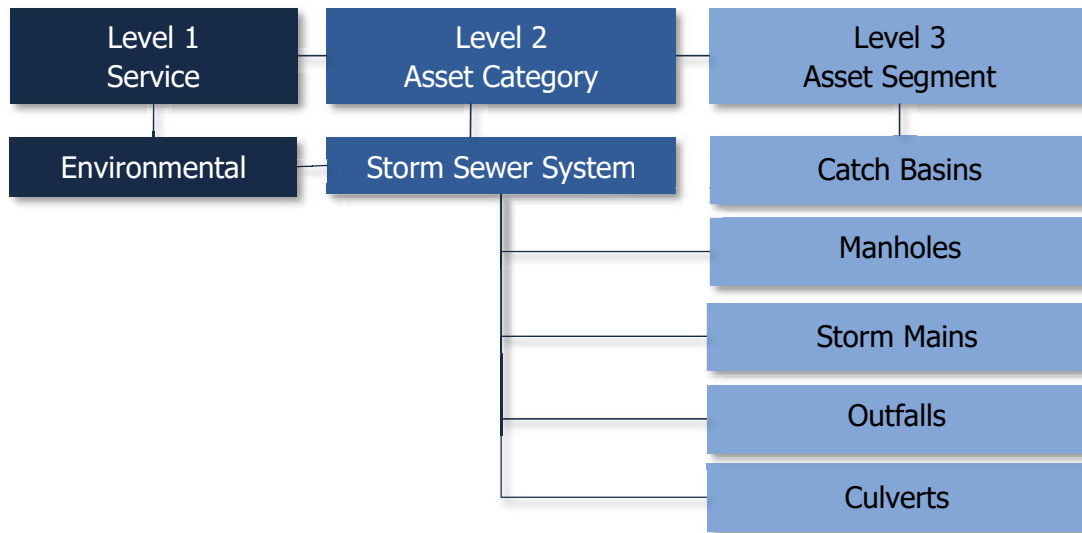 Level 1
Service
Level 2
Asset Category
Level 3
Asset Segment
Environmental
Storm Sewer System
Catch Basins
Manholes
Storm Mains
Outfalls
Culverts